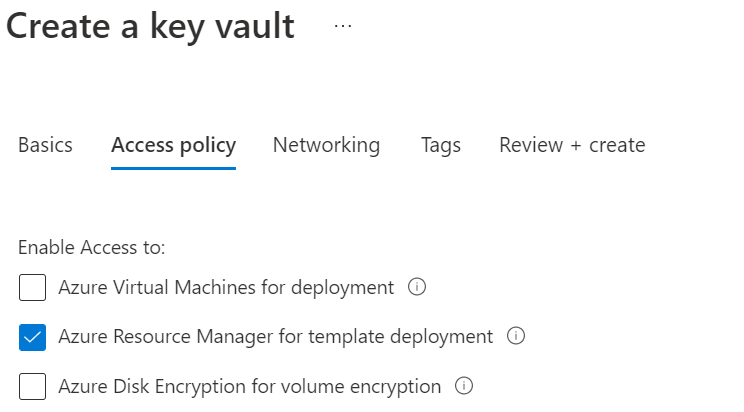 Create a key vault ...
Basics Access policy Networking Tags Review + create
Enable Access to:
Azure Virtual Machines for deployment
Azure Resource Manager for template deployment
Azure Disk Encryption for volume encryption